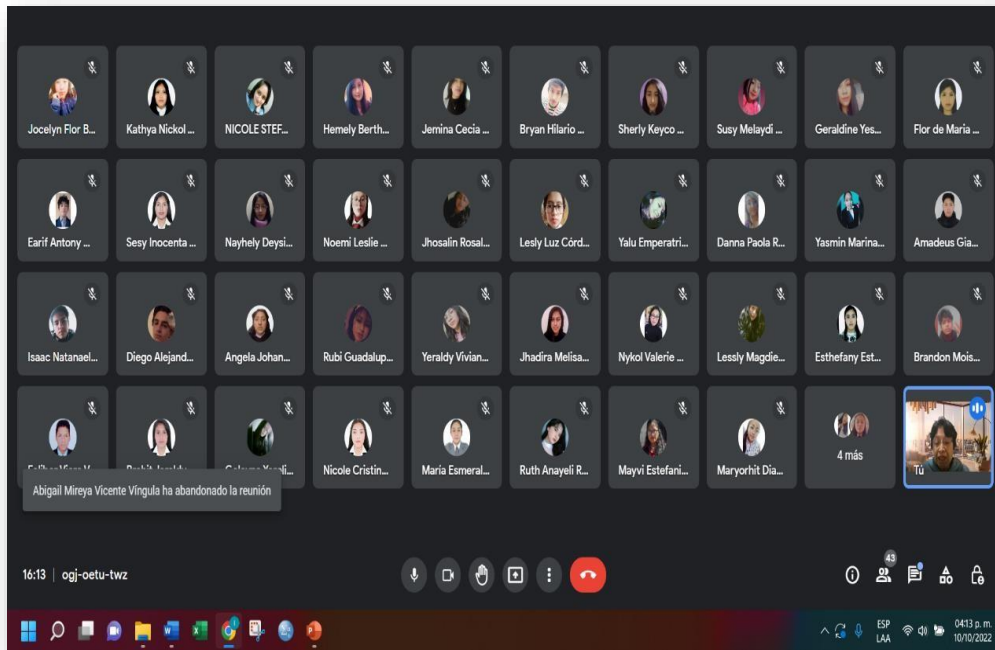 Jocelyn Flor B...
Kathya Nickol ...
NICOLE STEF...
Hemely Berth...
Jemina Cecia ...
Bryan Hilario ...
Sherly Keyco ...
Susy Melaydi ...
Geraldine Yes...
Flor de Maria ...
Earif Antony ...
Sesy Inocenta ...
Nayhely Deysi...
Noemi Leslie ...
Jhosalin Rosal...
Lesly Luz Córd...
Yalu Emperatri...
Danna Paola R...
Yasmin Marina...
Amadeus Gia...
Isaac Natanael...
Diego Alejand...
Angela Johan...
Rubi Guadalup...
Yeraldy Vivian...
Jhadira Melisa...
Nykol Valerie ...
Lessly Magdie...
Esthefany Est...
Brandon Mois...
Nicole Cristin...
Maria Esmeral...
Ruth Anayeli R...
Mayvi Estefani...
Maryorhit Dia...
4 más
Tú
Abigail Mireya Vicente Víngula ha abandonado la reunión
16:13 | ogj-oetu-twz
43
ESP
LAA
04:13 p. m.
10/10/2022